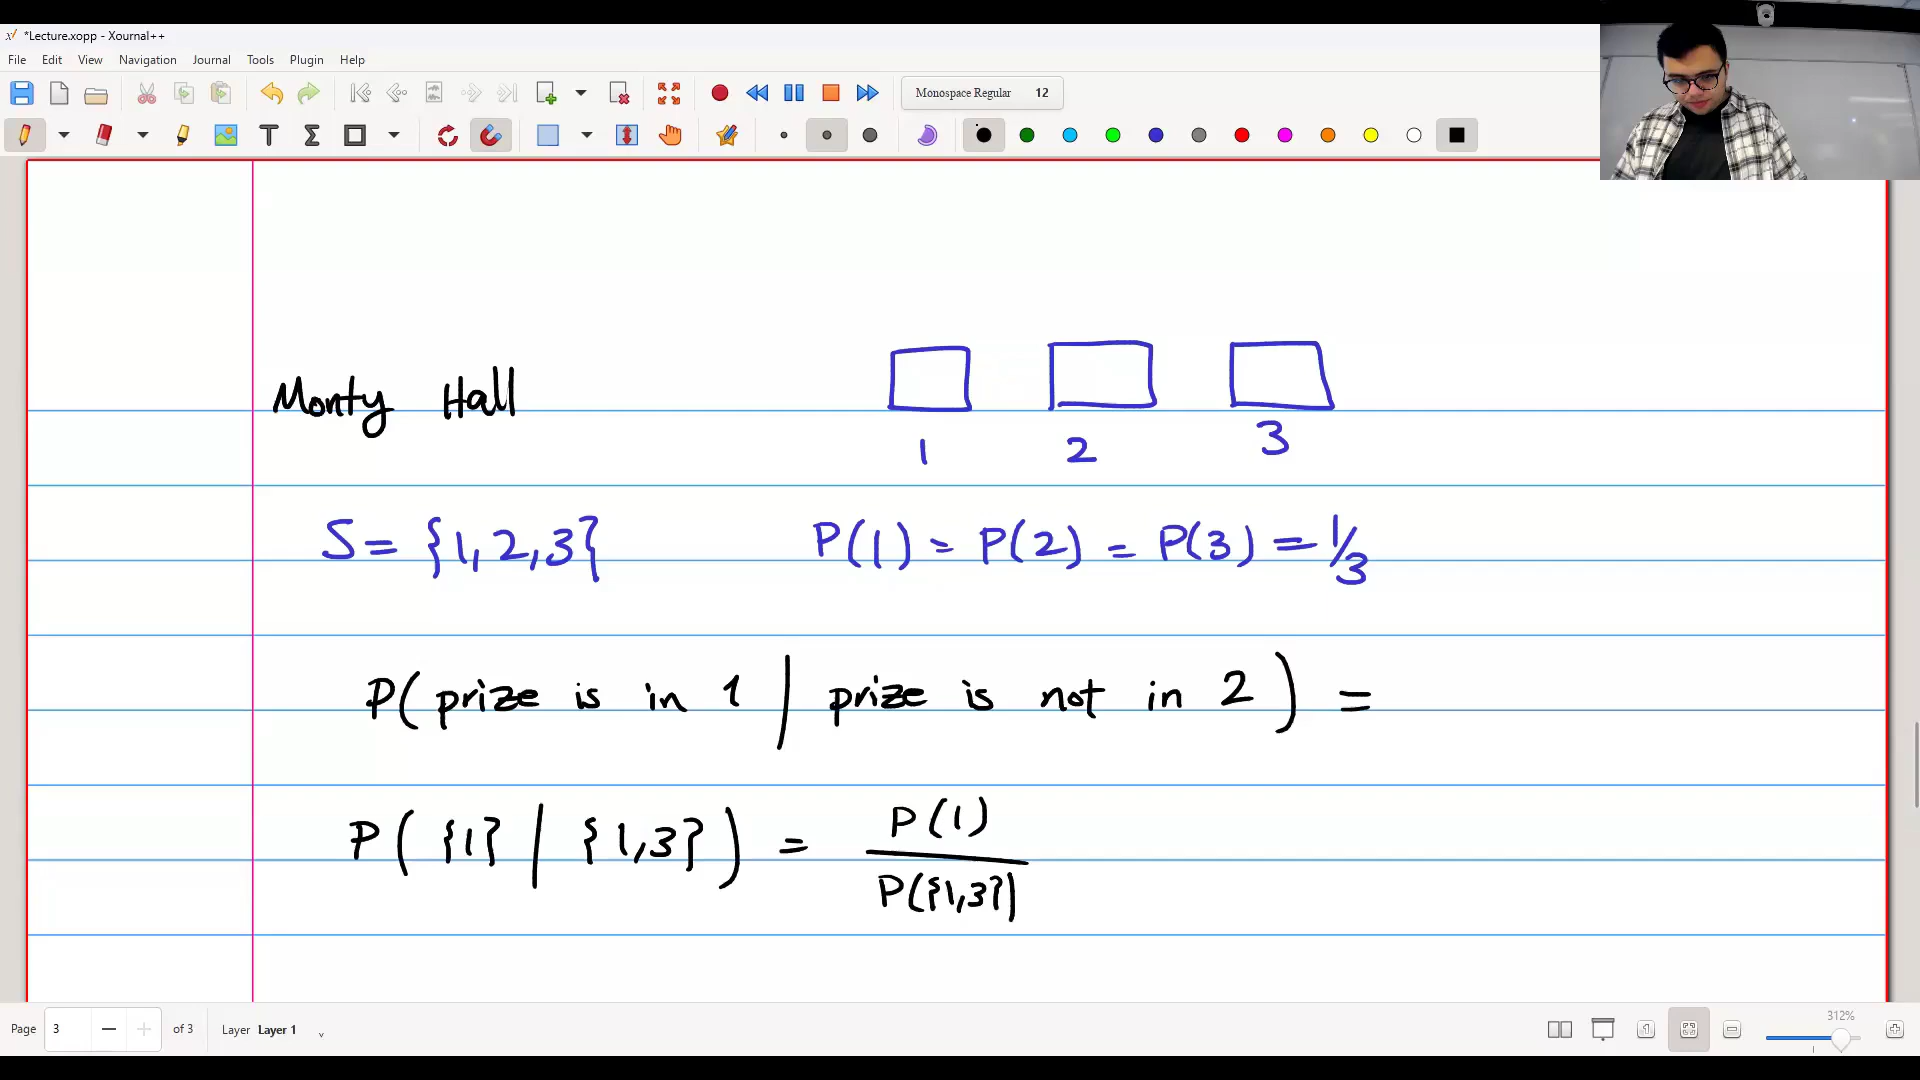 *Lecture.xopp - Xournal++
File Edit View Navigation Journal Tools Plugin Help
Monospace Regular 12
Monty Hall
1 2 3
S = {1,2,3} P(1) = P(2) = P(3) = 1/3
P( prize is in 1 | prize is not in 2 ) =
P( {1} | {1,3} ) = P(1)
P({1,3})
Page 3 of 3 Layer Layer 1 312%